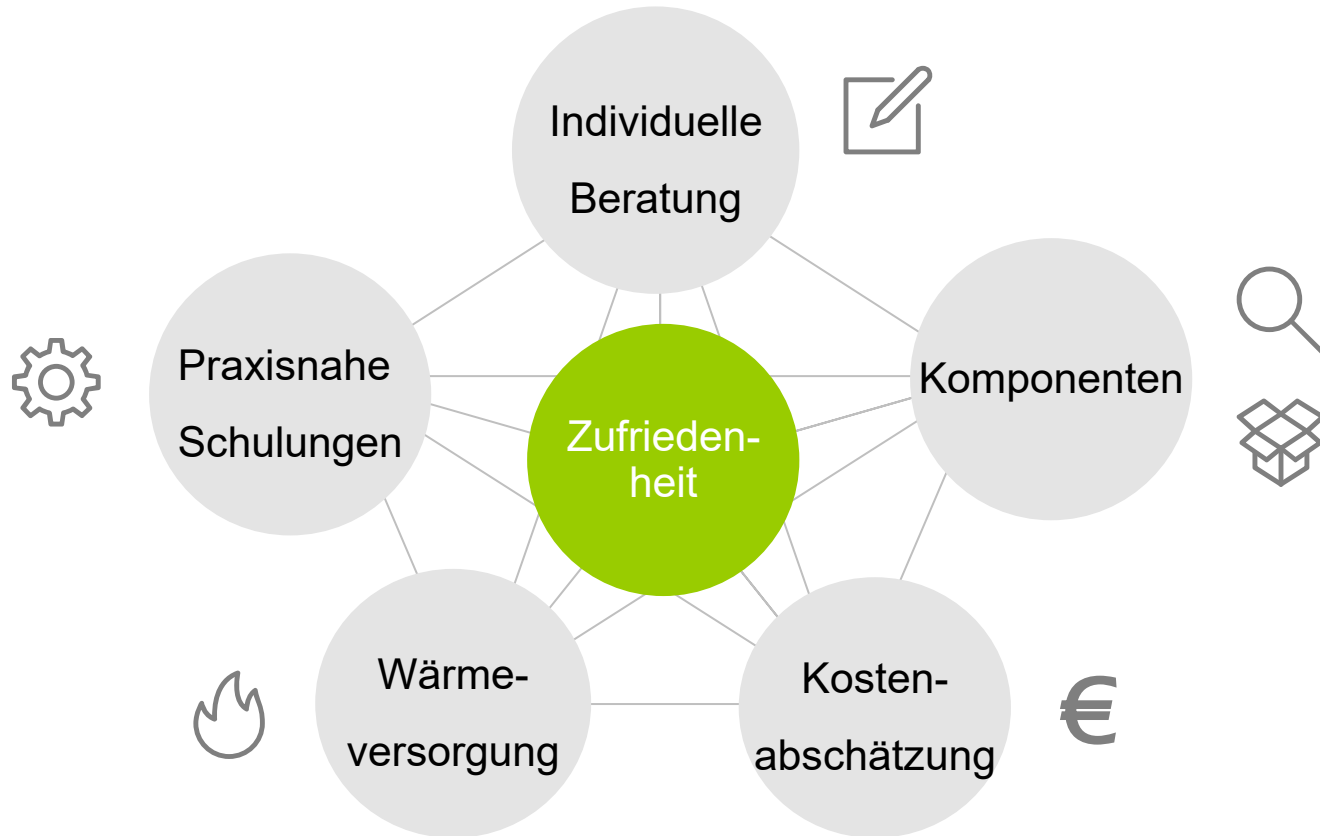 Individuelle
Beratung
Praxisnahe
Schulungen
Komponenten
Zufrieden-
heit
Wärme-
versorgung
Kosten-
abschätzung
€